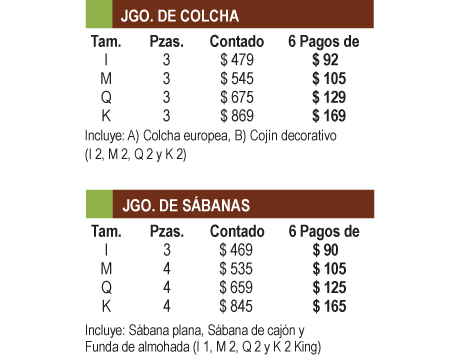 JGO. DE COLCHA
Tam. Pzas. Contado 6 Pagos de
I 3 $ 479 $ 92
M 3 $ 545 $ 105
Q 3 $ 675 $ 129
K 3 $ 869 $ 169
Incluye: A) Colcha europea, B) Cojín decorativo
(I 2, M 2, Q 2 y K 2)
JGO. DE SÁBANAS
Tam. Pzas. Contado 6 Pagos de
I 3 $ 469 $ 90
M 4 $ 535 $ 105
Q 4 $ 659 $ 125
K 4 $ 845 $ 165
Incluye: Sábana plana, Sábana de cajón y
Funda de almohada (I 1, M 2, Q 2 y K 2 King)